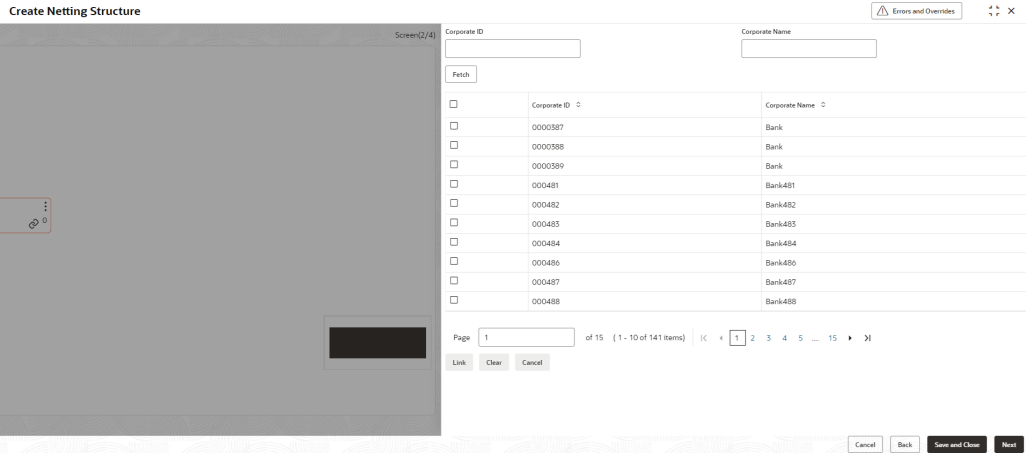 Create Netting Structure
Errors and Overrides
Screen(2/4)
Corporate ID Corporate Name
Fetch
Corporate ID Corporate Name
0000387 Bank
0000388 Bank
0000389 Bank
000481 Bank481
000482 Bank482
000483 Bank483
000484 Bank484
000486 Bank486
000487 Bank487
000488 Bank488
0
Page 1 of 15 ( 1 - 10 of 141 items) 1 2 3 4 5 ... 15
Link Clear Cancel
Cancel Back Save and Close Next